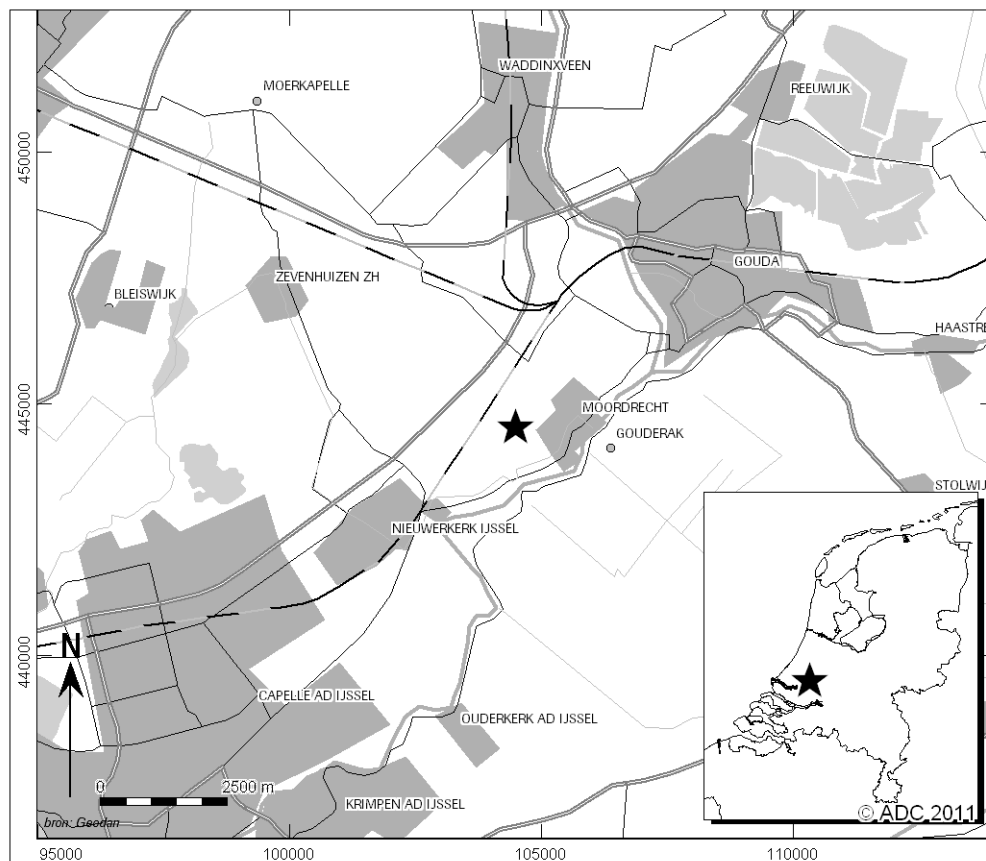 WADDINXVEEN
MOERKAPELLE
REEUWIJK
450000
GOUDA
ZEVENHUIZEN ZH
BLEISWIJK
HAASTRE
445000
MOORDRECHT
GOUDERAK
STOLWIJ
NIEUWERKERK IJSSEL
N
440000
CAPELLE AD IJSSEL
OUDERKERK AD IJSSEL
0 2500 m
KRIMPEN AD IJSSEL
bron: Geodan
© ADC 2011
95000 100000 105000 110000